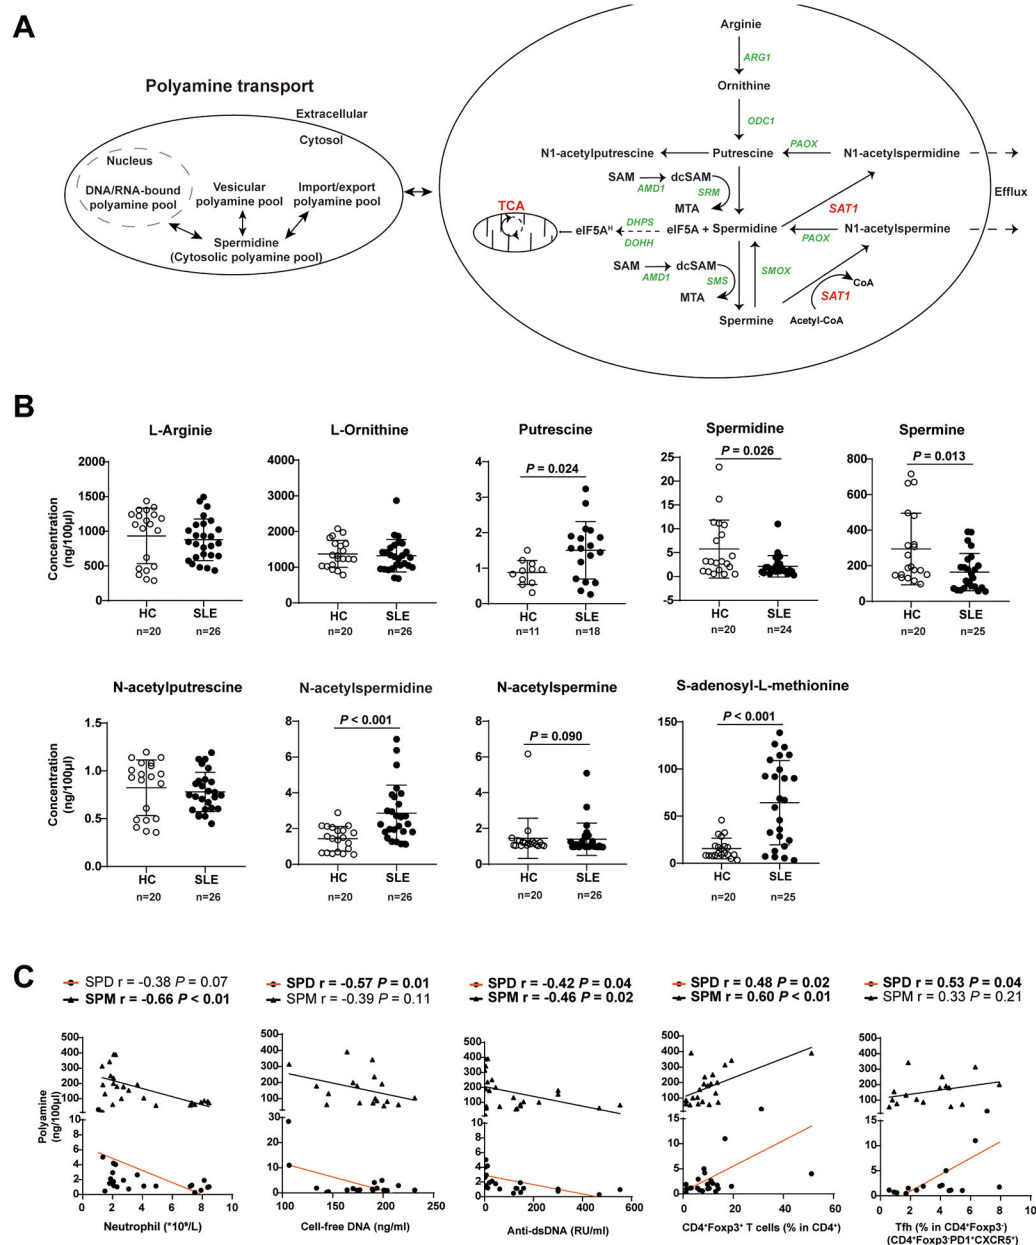 A
Polyamine transport
Extracellular
Cytosol
Nucleus
DNA/RNA-bound
polyamine pool
Vesicular
polyamine pool
Import/export
polyamine pool
Spermidine
(Cytosolic polyamine pool)
Arginie
ARG1
Ornithine
ODC1
N1-acetylputrescine
Putrescine
PAOX
N1-acetylspermidine
SAM
AMD1
dcSAM
SRM
MTA
Efflux
TCA
SAT1
eIF5Aᴴ
DHPS
DOHH
eIF5A + Spermidine
PAOX
N1-acetylspermine
SAM
AMD1
dcSAM
SMS
SMOX
MTA
SAT1
CoA
Spermine
Acetyl-CoA
B
L-Arginie
Concentration
(ng/100µl)
2000
1500
1000
500
0
HC
SLE
n=20
n=26
L-Ornithine
4000
3000
2000
1000
0
HC
SLE
n=20
n=26
Putrescine
P = 0.024
4
3
2
1
0
HC
SLE
n=11
n=18
Spermidine
P = 0.026
25
20
15
10
5
0
-5
HC
SLE
n=20
n=24
Spermine
P = 0.013
800
600
400
200
0
HC
SLE
n=20
n=25
N-acetylputrescine
Concentration
(ng/100µl)
1.5
1.0
0.5
0.0
HC
SLE
n=20
n=26
N-acetylspermidine
P < 0.001
8
6
4
2
0
HC
SLE
n=20
n=26
N-acetylspermine
P = 0.090
8
6
4
2
0
HC
SLE
n=20
n=26
S-adenosyl-L-methionine
P < 0.001
150
100
50
0
HC
SLE
n=20
n=25
C
SPD r = -0.38 P = 0.07
SPM r = -0.66 P < 0.01
Polyamine
(ng/100µl)
500
400
300
200
100
0
6
4
2
0
0 2 4 6 8 10
Neutrophil (*10⁹/L)
SPD r = -0.57 P = 0.01
SPM r = -0.39 P = 0.11
500
400
300
200
100
0
30
20
10
0
100 150 200 250
Cell-free DNA (ng/ml)
SPD r = -0.42 P = 0.04
SPM r = -0.46 P = 0.02
500
400
300
200
100
0
8
6
4
2
0
0 200 400 600
Anti-dsDNA (RU/ml)
SPD r = 0.48 P = 0.02
SPM r = 0.60 P < 0.01
500
400
300
200
100
0
15
10
5
0
0 20 40 60
CD4⁺Foxp3⁺ T cells (% in CD4⁺)
SPD r = 0.53 P = 0.04
SPM r = 0.33 P = 0.21
500
400
300
200
100
0
15
10
5
0
0 2 4 6 8 10
Tfh (% in CD4⁺Foxp3⁻)
(CD4⁺Foxp3⁻PD1⁺CXCR5⁺)